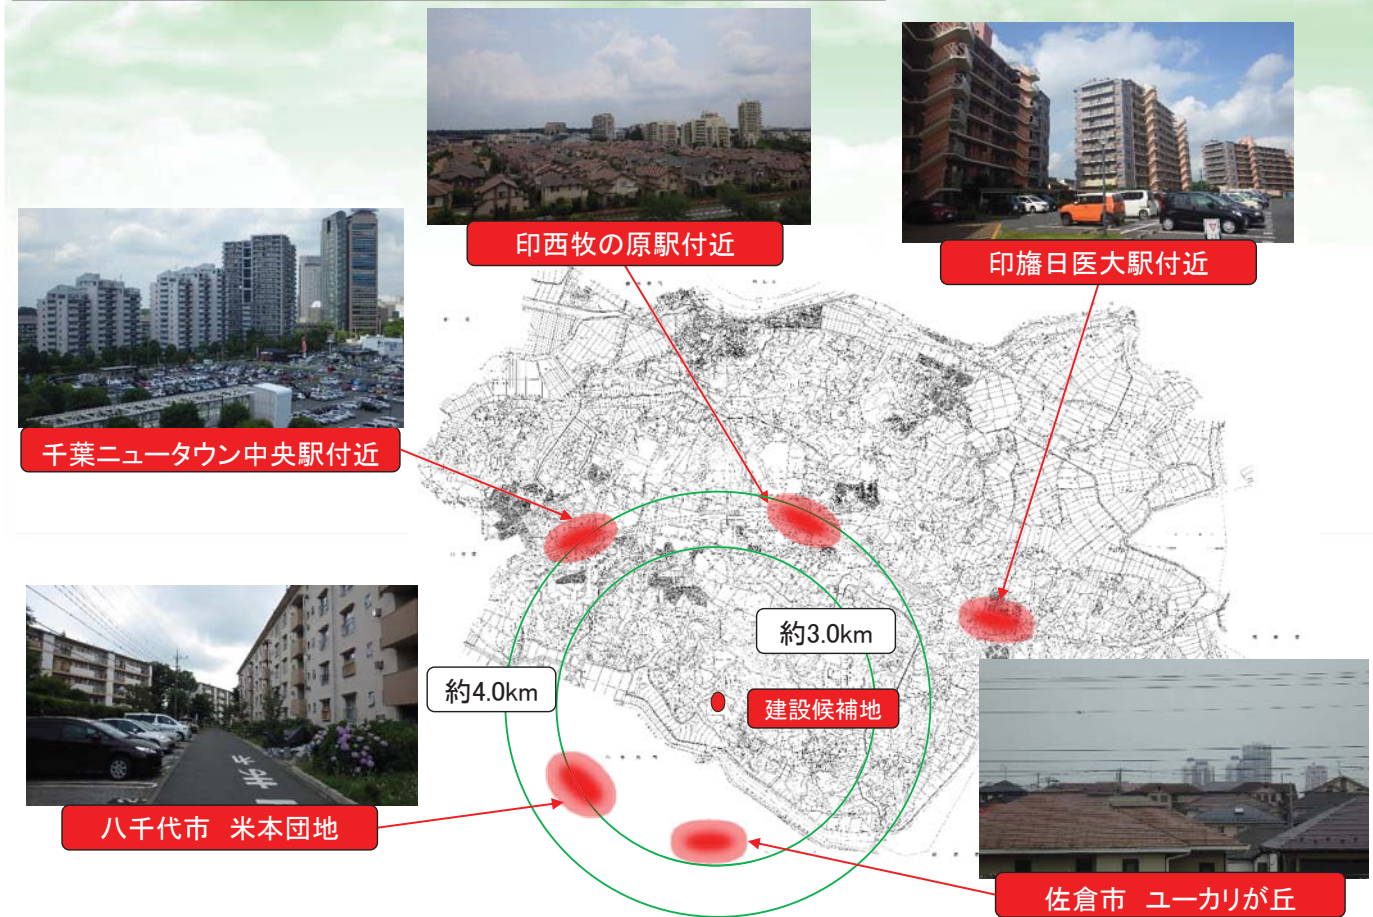 印西牧の原駅付近
印旛日医大駅付近
千葉ニュータウン中央駅付近
約3.0km
約4.0km
建設候補地
八千代市　米本団地
佐倉市　ユーカリが丘